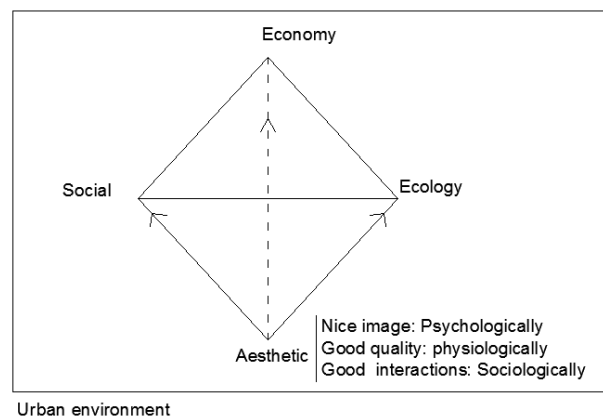 Economy
Social
Ecology
Nice image: Psychologically
Good quality: physiologically
Aesthetic
Good interactions: Sociologically
Urban environment